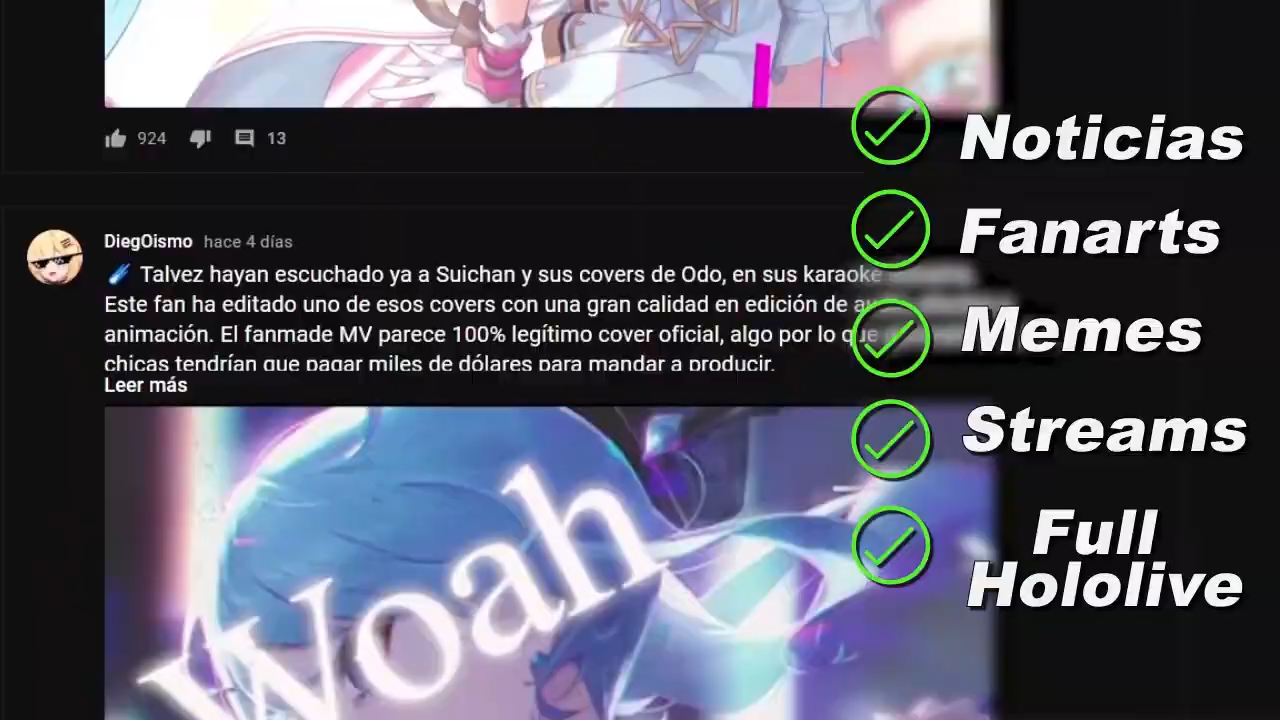 924
13
Noticias
DiegOismo hace 4 días
Fanarts
Talvez hayan escuchado ya a Suichan y sus covers de Odo, en sus karaoke
Este fan ha editado uno de esos covers con una gran calidad en edición de
animación. El fanmade MV parece 100% legítimo cover oficial, algo por lo que
Memes
chicas tendrían que pagar miles de dólares para mandar a producir.
Leer más
Streams
Woah
Full
Hololive